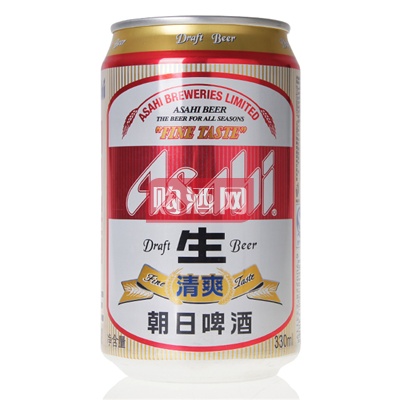 Draft Beer
ASAHI BREWERIES LIMITED
ASAHI BEER
THE BEER FOR ALL SEASONS
"FINE TASTE"
Asahi
购酒网
Draft 生 Beer
Fine 清爽 Taste
朝日啤酒
净含量 330ml